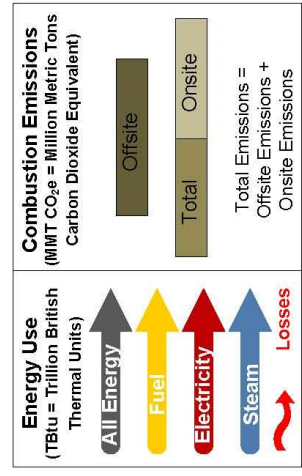 Energy Use
(TBtu = Trillion British
Thermal Units)
All Energy
Fuel
Electricity
Steam
Losses
Combustion Emissions
(MMT CO₂e = Million Metric Tons
Carbon Dioxide Equivalent)
Offsite
Total
Onsite
Total Emissions =
Offsite Emissions +
Onsite Emissions